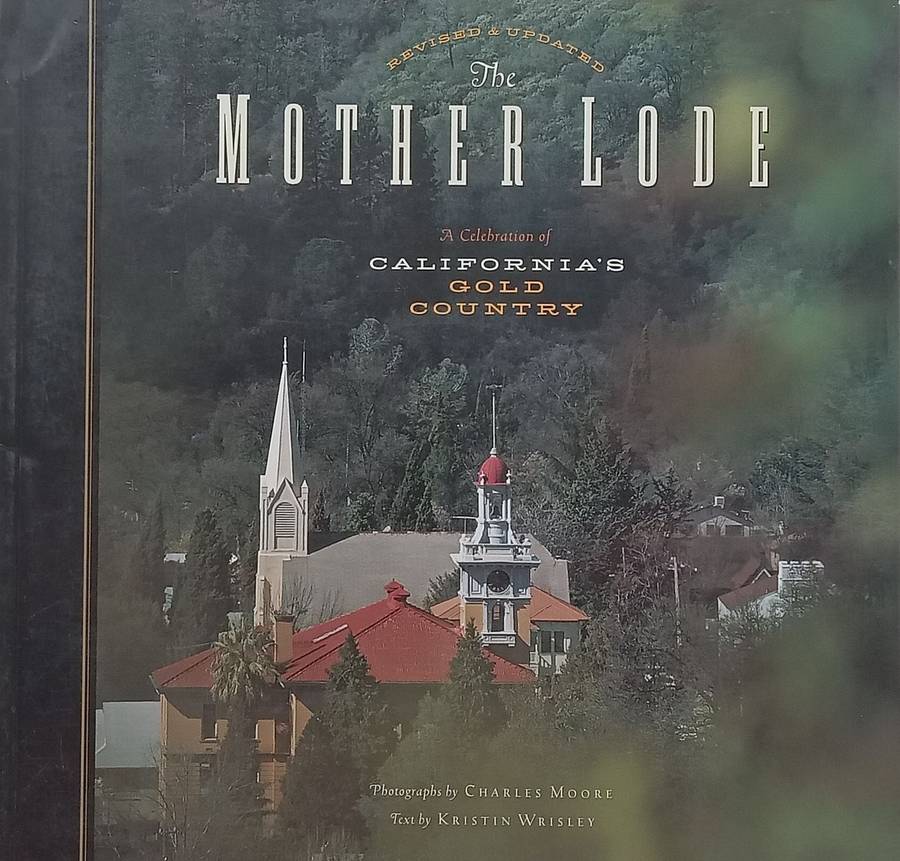 REVISED & UPDATED
The
MOTHER LODE
A Celebration of
CALIFORNIA'S
GOLD
COUNTRY
Photographs by CHARLES MOORE
Text by KRISTIN WRISLEY